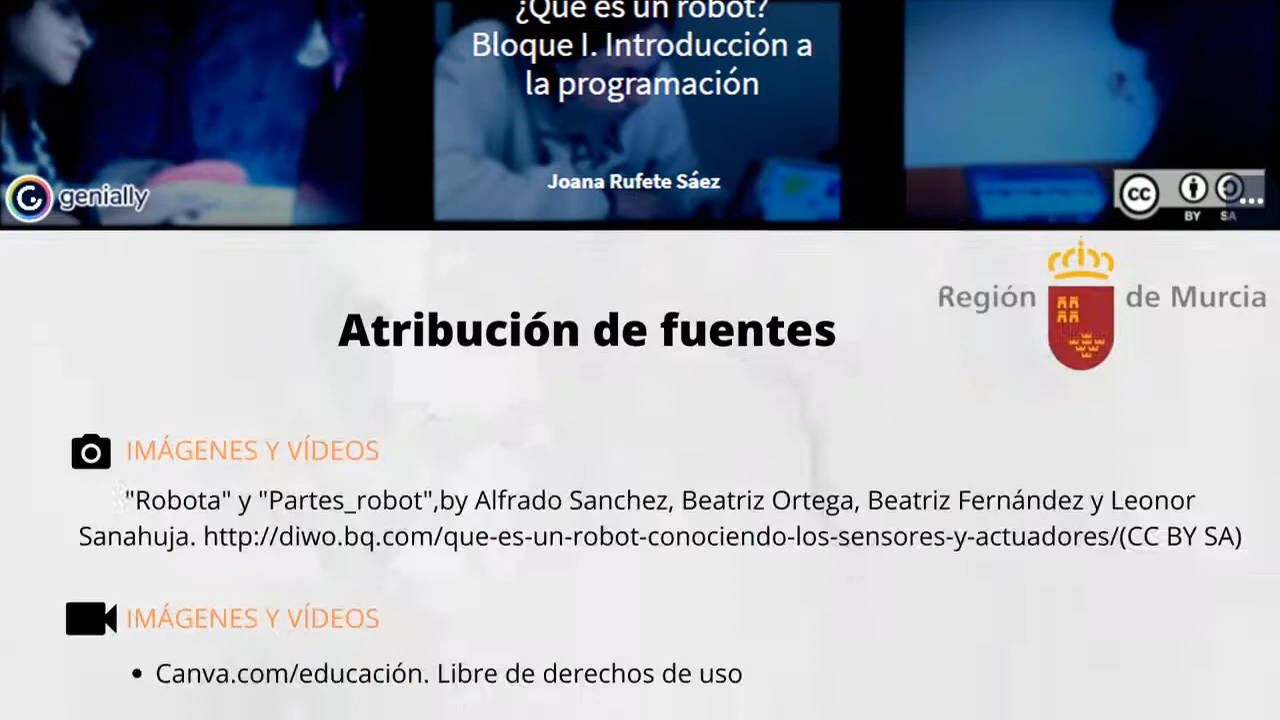 ¿Qué es un robot?
Bloque I. Introducción a
la programación
Joana Rufete Sáez
genially
cc
BY SA
Región de Murcia
Atribución de fuentes
IMÁGENES Y VÍDEOS
"Robota" y "Partes_robot",by Alfrado Sanchez, Beatriz Ortega, Beatriz Fernández y Leonor
Sanahuja. http://diwo.bq.com/que-es-un-robot-conociendo-los-sensores-y-actuadores/(CC BY SA)
IMÁGENES Y VÍDEOS
• Canva.com/educación. Libre de derechos de uso